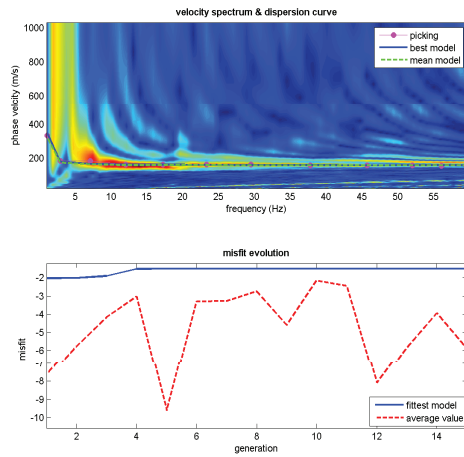 velocity spectrum & dispersion curve
1000
800
600
400
200
phase velcity (m/s)
picking
best model
mean model
5 10 15 20 25 30 35 40 45 50 55
frequency (Hz)
misfit evolution
-2
-3
-4
-5
-6
-7
-8
-9
-10
misfit
fittest model
average value
2 4 6 8 10 12 14
generation